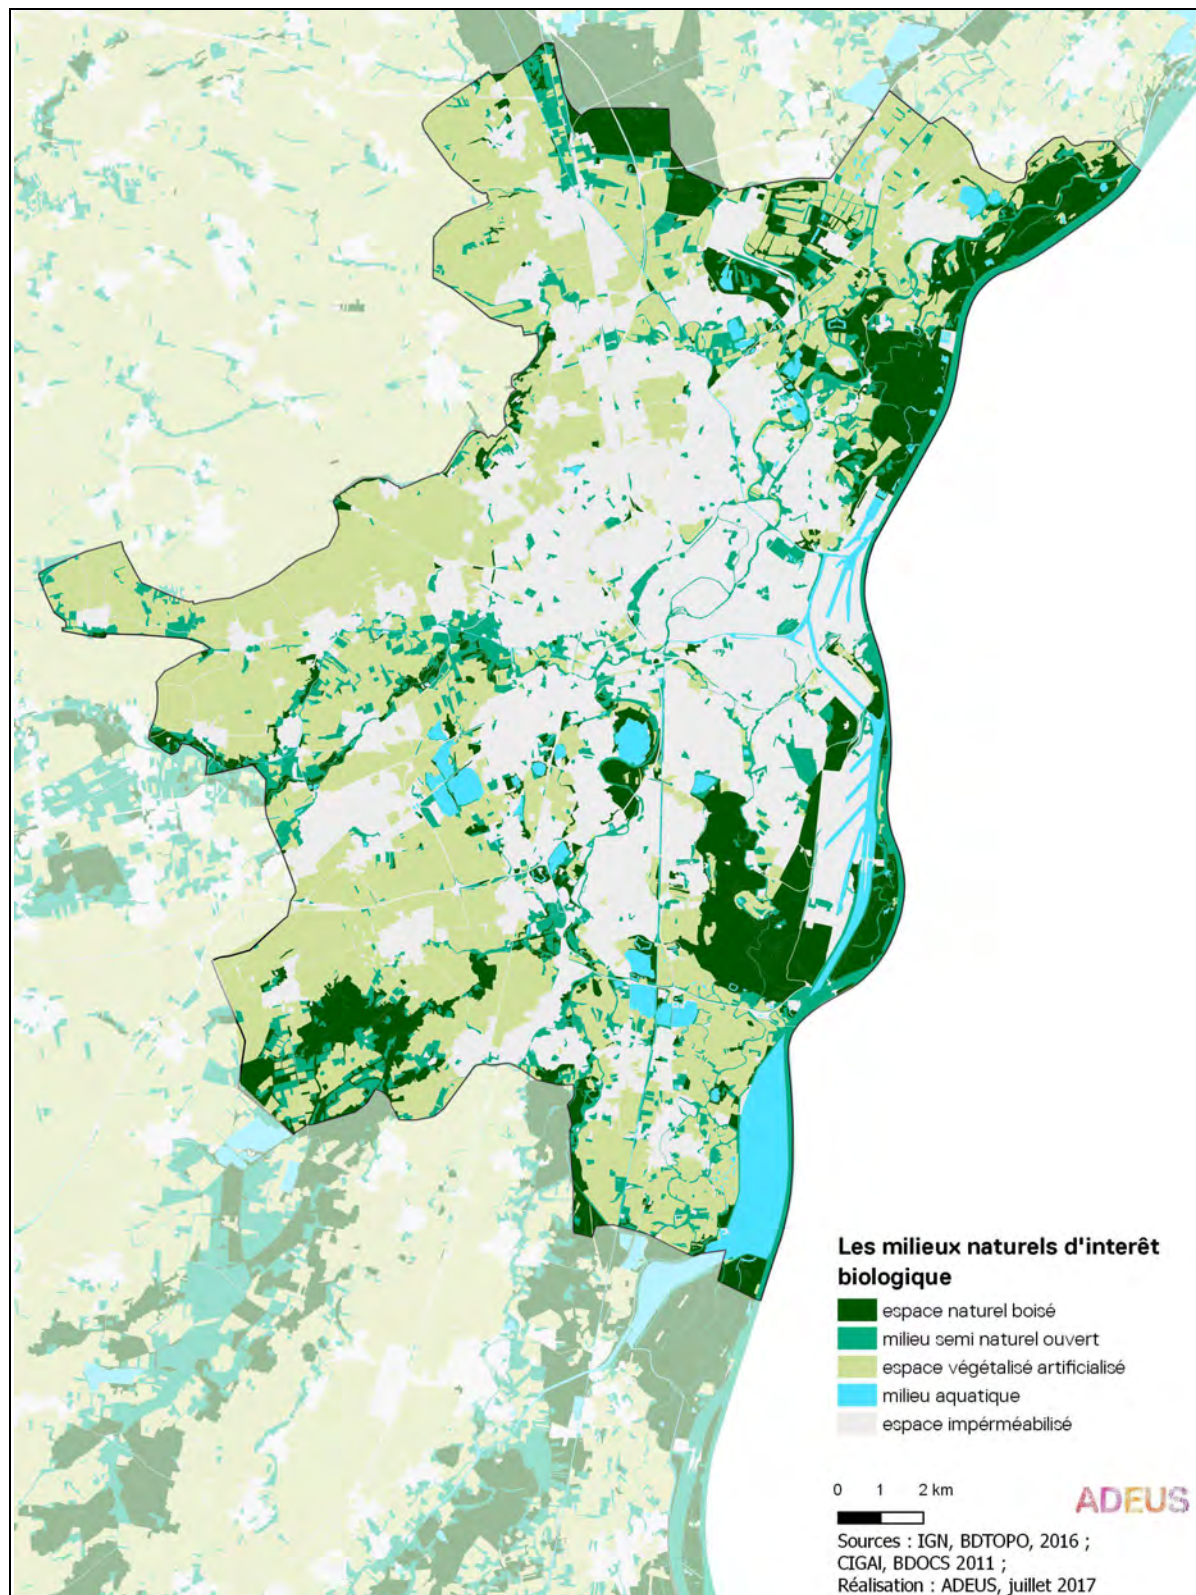 Les milieux naturels d'interêt
biologique
espace naturel boisé
milieu semi naturel ouvert
espace végétalisé artificialisé
milieu aquatique
espace impérméabilisé
0 1 2 km
ADEUS
Sources : IGN, BDTOPO, 2016 ;
CIGAL, BDOCS 2011 ;
Réalisation : ADEUS, juillet 2017